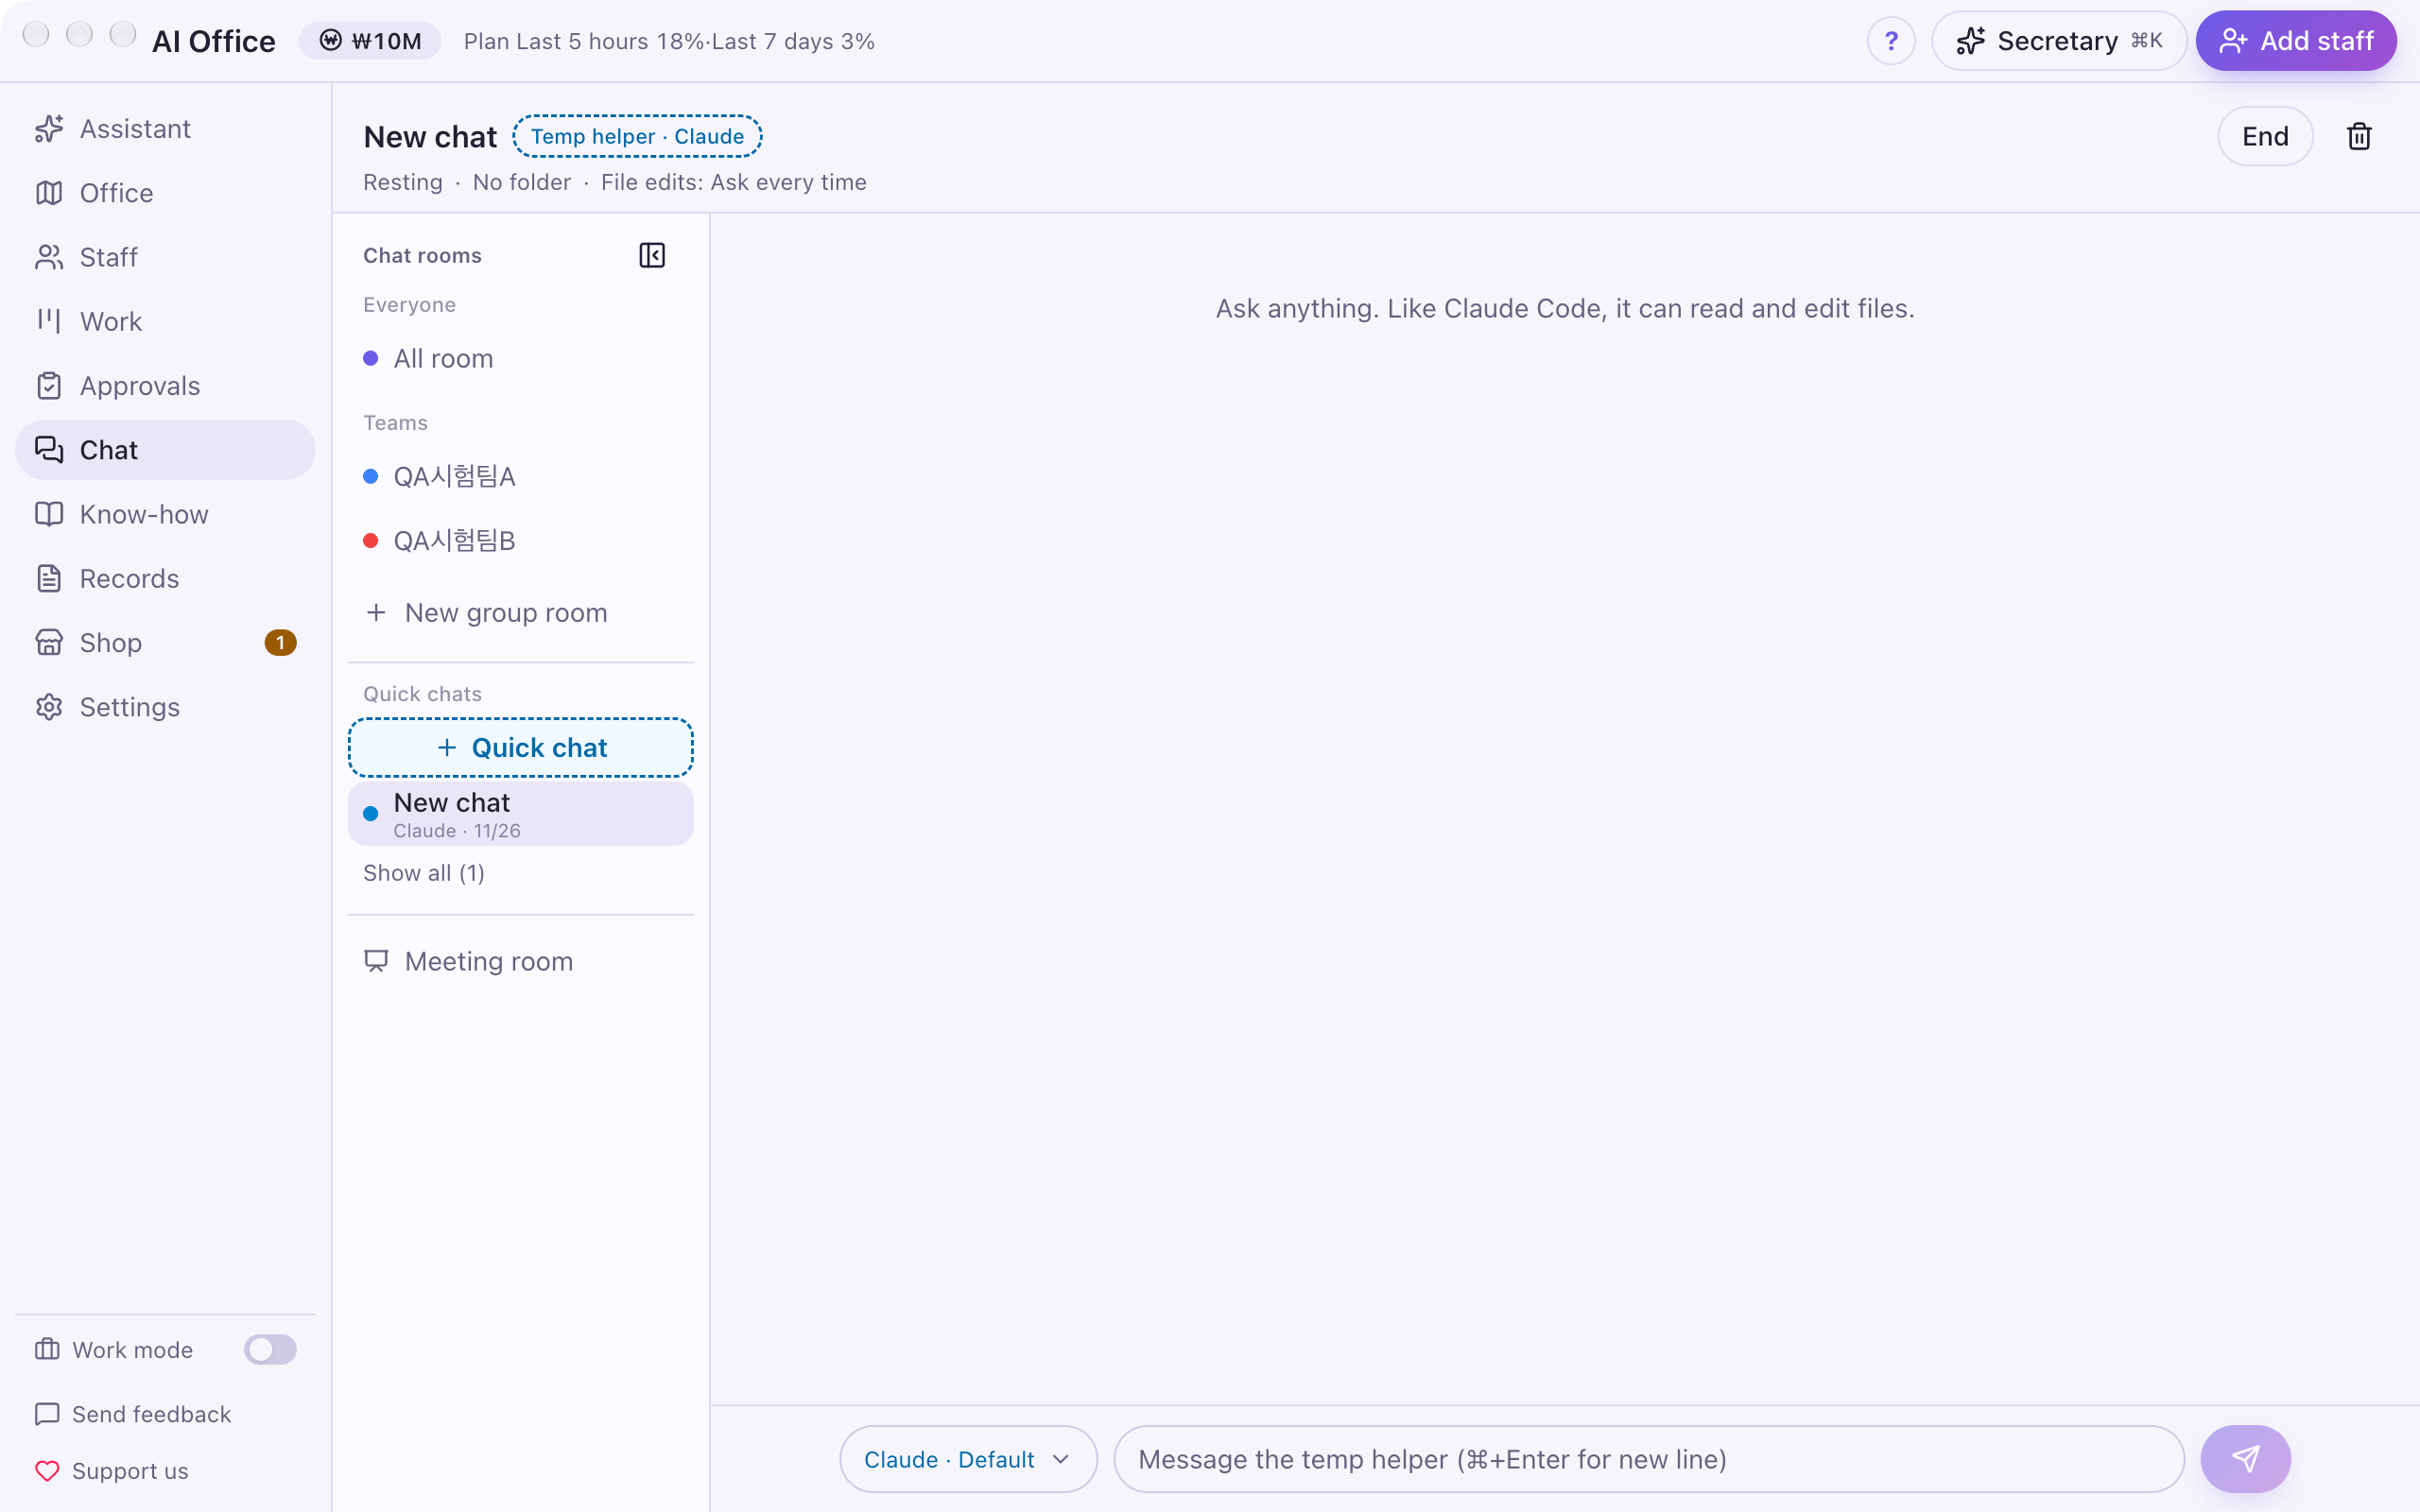 AI Office
₩10M
Plan Last 5 hours 18%·Last 7 days 3%
?
Secretary ⌘K
Add staff
Assistant
Office
Staff
Work
Approvals
Chat
Know-how
Records
Shop 1
Settings
Work mode
Send feedback
Support us
New chat
Temp helper · Claude
Resting · No folder · File edits: Ask every time
End
Chat rooms
Everyone
All room
Teams
QA시험팀A
QA시험팀B
+ New group room
Quick chats
+ Quick chat
New chat
Claude · 11/26
Show all (1)
Meeting room
Ask anything. Like Claude Code, it can read and edit files.
Claude · Default
Message the temp helper (⌘+Enter for new line)